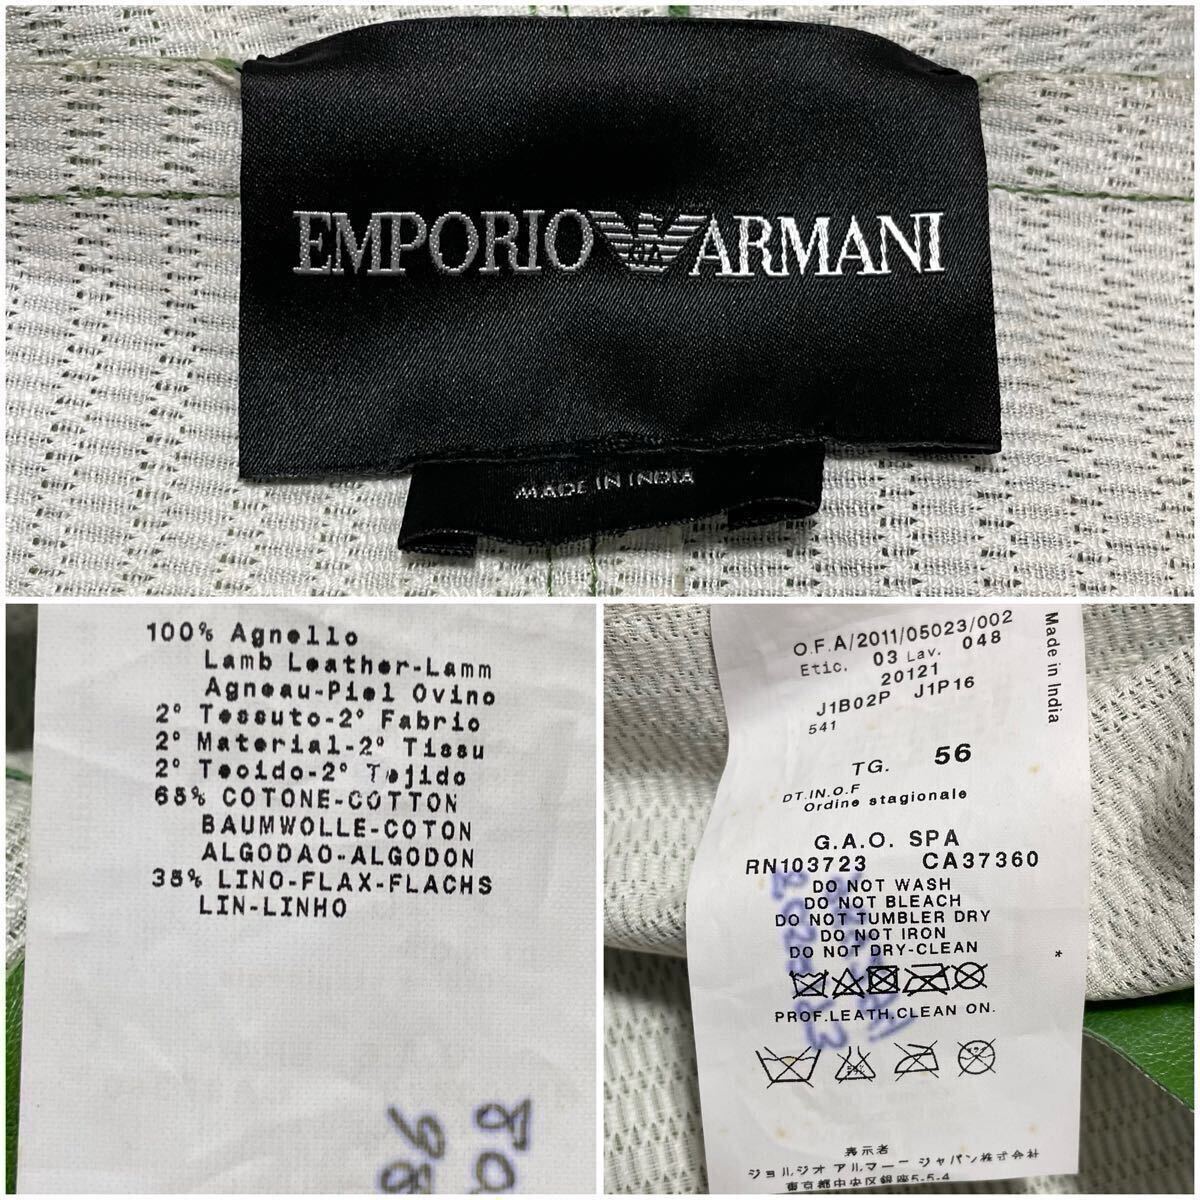 EMPORIO ARMANI
MADE IN INDIA
100% Agnello
Lamb Leather-Lamm
Agneau-Piel Ovino
2° Tessuto-2° Fabric
2° Material-2° Tissu
2° Tecido-2° Tejido
65% COTONE-COTTON
BAUMWOLLE-COTON
ALGODAO-ALGODON
35% LINO-FLAX-FLACHS
LIN-LINHO
O.F.A/2011/05023/002
Etic. 03 Lav. 048
20121
J1B02P J1P16
541
TG. 56
DT.IN.O.F
Ordine stagionale
Made in India
G.A.O. SPA
RN103723 CA37360
DO NOT WASH
DO NOT BLEACH
DO NOT TUMBLER DRY
DO NOT IRON
DO NOT DRY-CLEAN
*
PROF.LEATH.CLEAN ON.
表示者
ジョルジオ アルマーニ ジャパン株式会社
東京都中央区銀座5-5-4